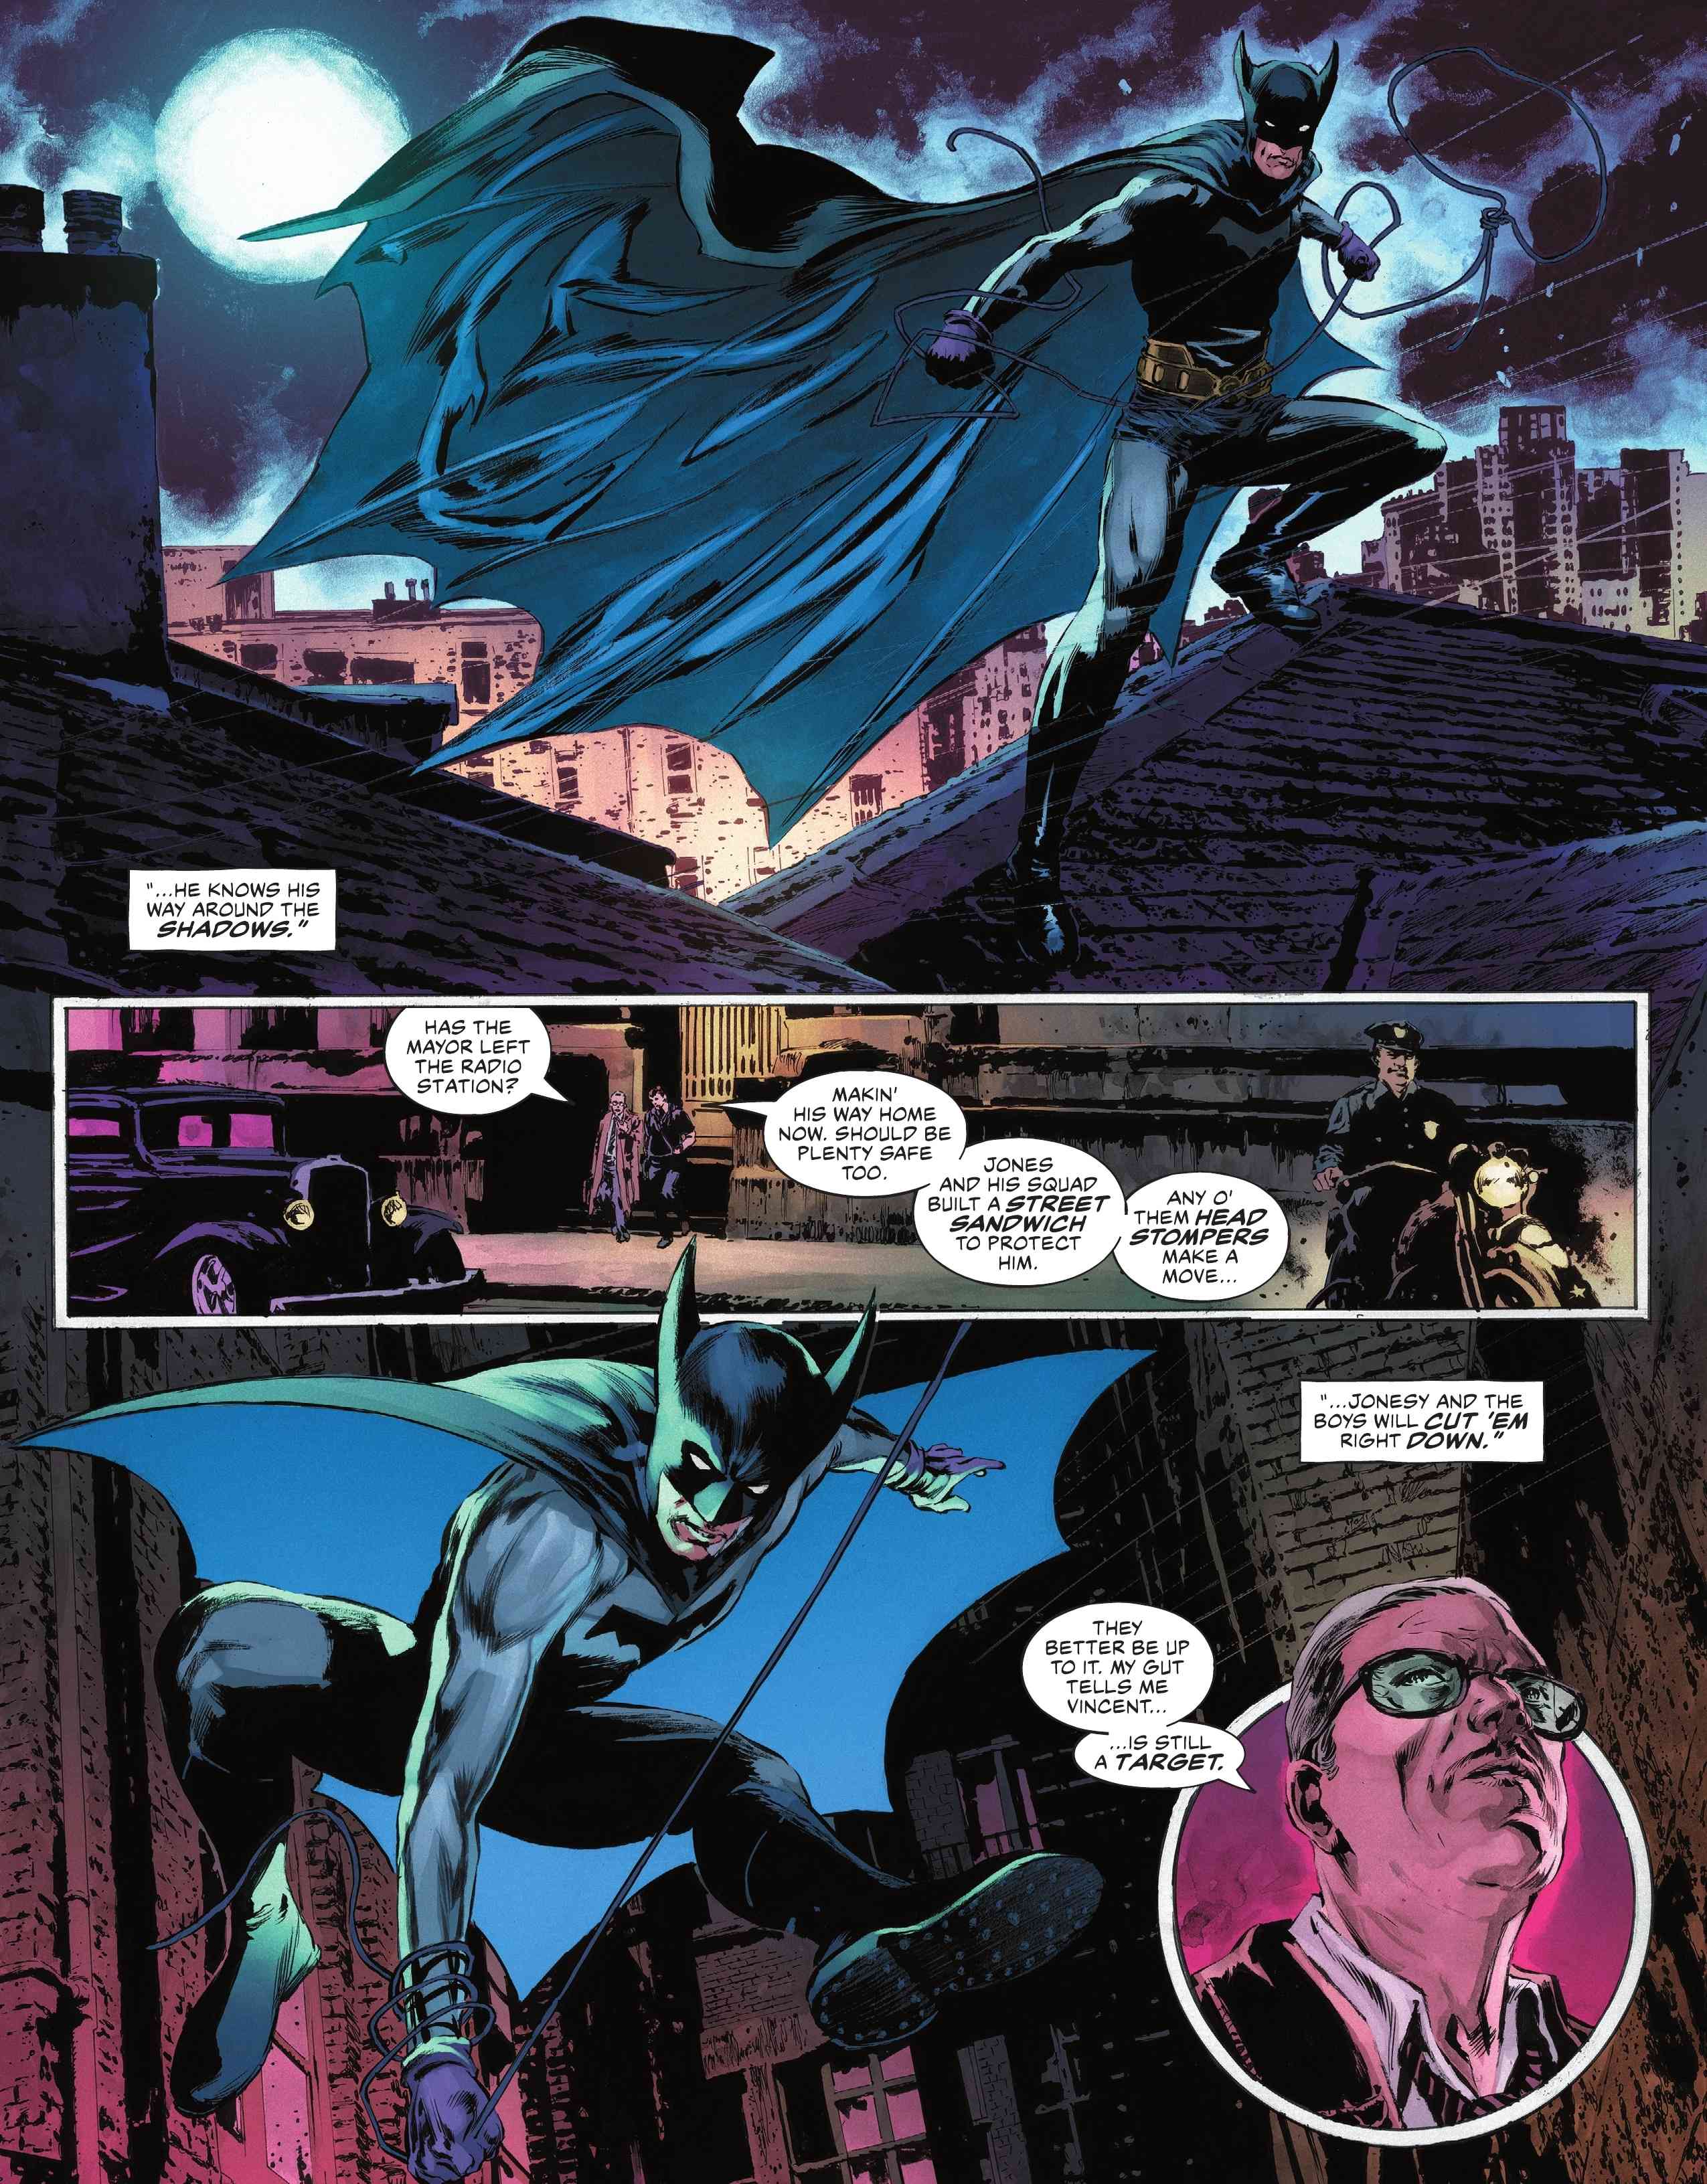 "...HE KNOWS HIS
WAY AROUND THE
SHADOWS."
HAS THE
MAYOR LEFT
THE RADIO
STATION?
MAKIN'
HIS WAY HOME
NOW. SHOULD BE
PLENTY SAFE
TOO.
JONES
AND HIS SQUAD
BUILT A STREET
SANDWICH
TO PROTECT
HIM.
ANY O'
THEM HEAD
STOMPERS
MAKE A
MOVE...
"...JONESY AND THE
BOYS WILL CUT 'EM
RIGHT DOWN."
THEY
BETTER BE UP
TO IT. MY GUT
TELLS ME
VINCENT...
...IS STILL
A TARGET.